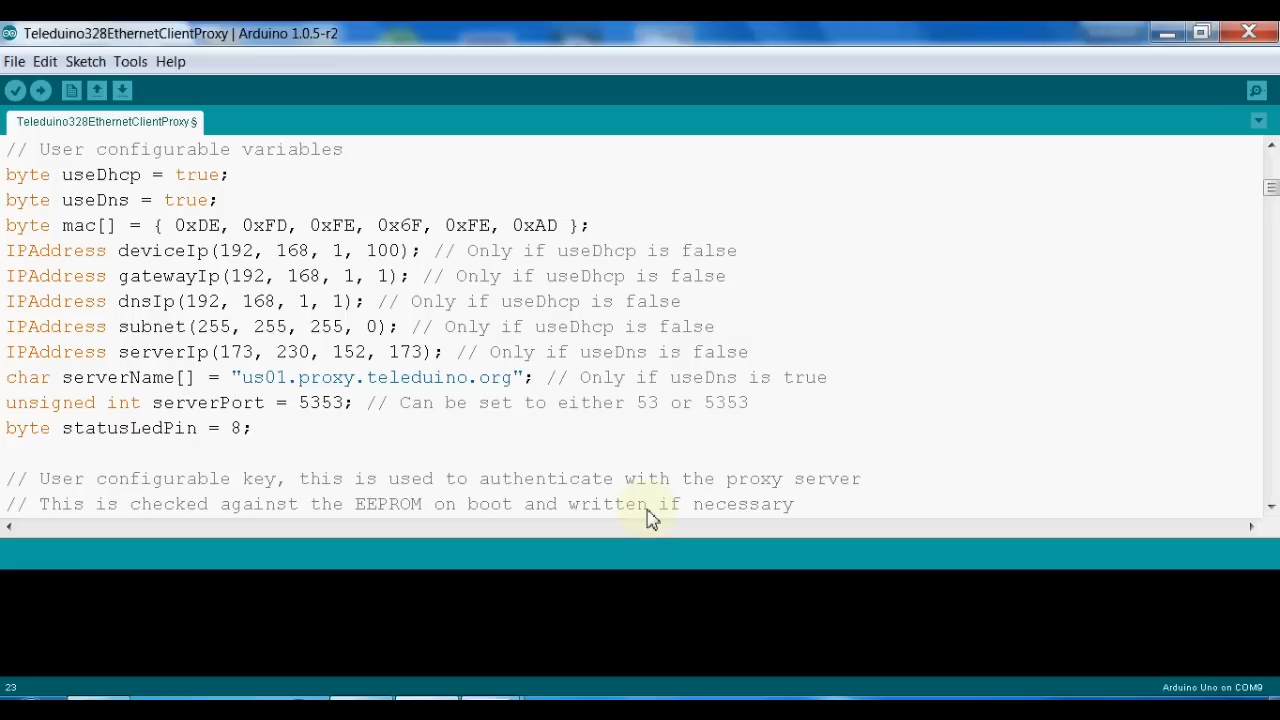 Teleduino328EthernetClientProxy | Arduino 1.0.5-r2
File Edit Sketch Tools Help
Teleduino328EthernetClientProxy §
// User configurable variables
byte useDhcp = true;
byte useDns = true;
byte mac[] = { 0xDE, 0xFD, 0xFE, 0x6F, 0xFE, 0xAD };
IPAddress deviceIp(192, 168, 1, 100); // Only if useDhcp is false
IPAddress gatewayIp(192, 168, 1, 1); // Only if useDhcp is false
IPAddress dnsIp(192, 168, 1, 1); // Only if useDhcp is false
IPAddress subnet(255, 255, 255, 0); // Only if useDhcp is false
IPAddress serverIp(173, 230, 152, 173); // Only if useDns is false
char serverName[] = "us01.proxy.teleduino.org"; // Only if useDns is true
unsigned int serverPort = 5353; // Can be set to either 53 or 5353
byte statusLedPin = 8;
// User configurable key, this is used to authenticate with the proxy server
// This is checked against the EEPROM on boot and written if necessary
23
Arduino Uno on COM9